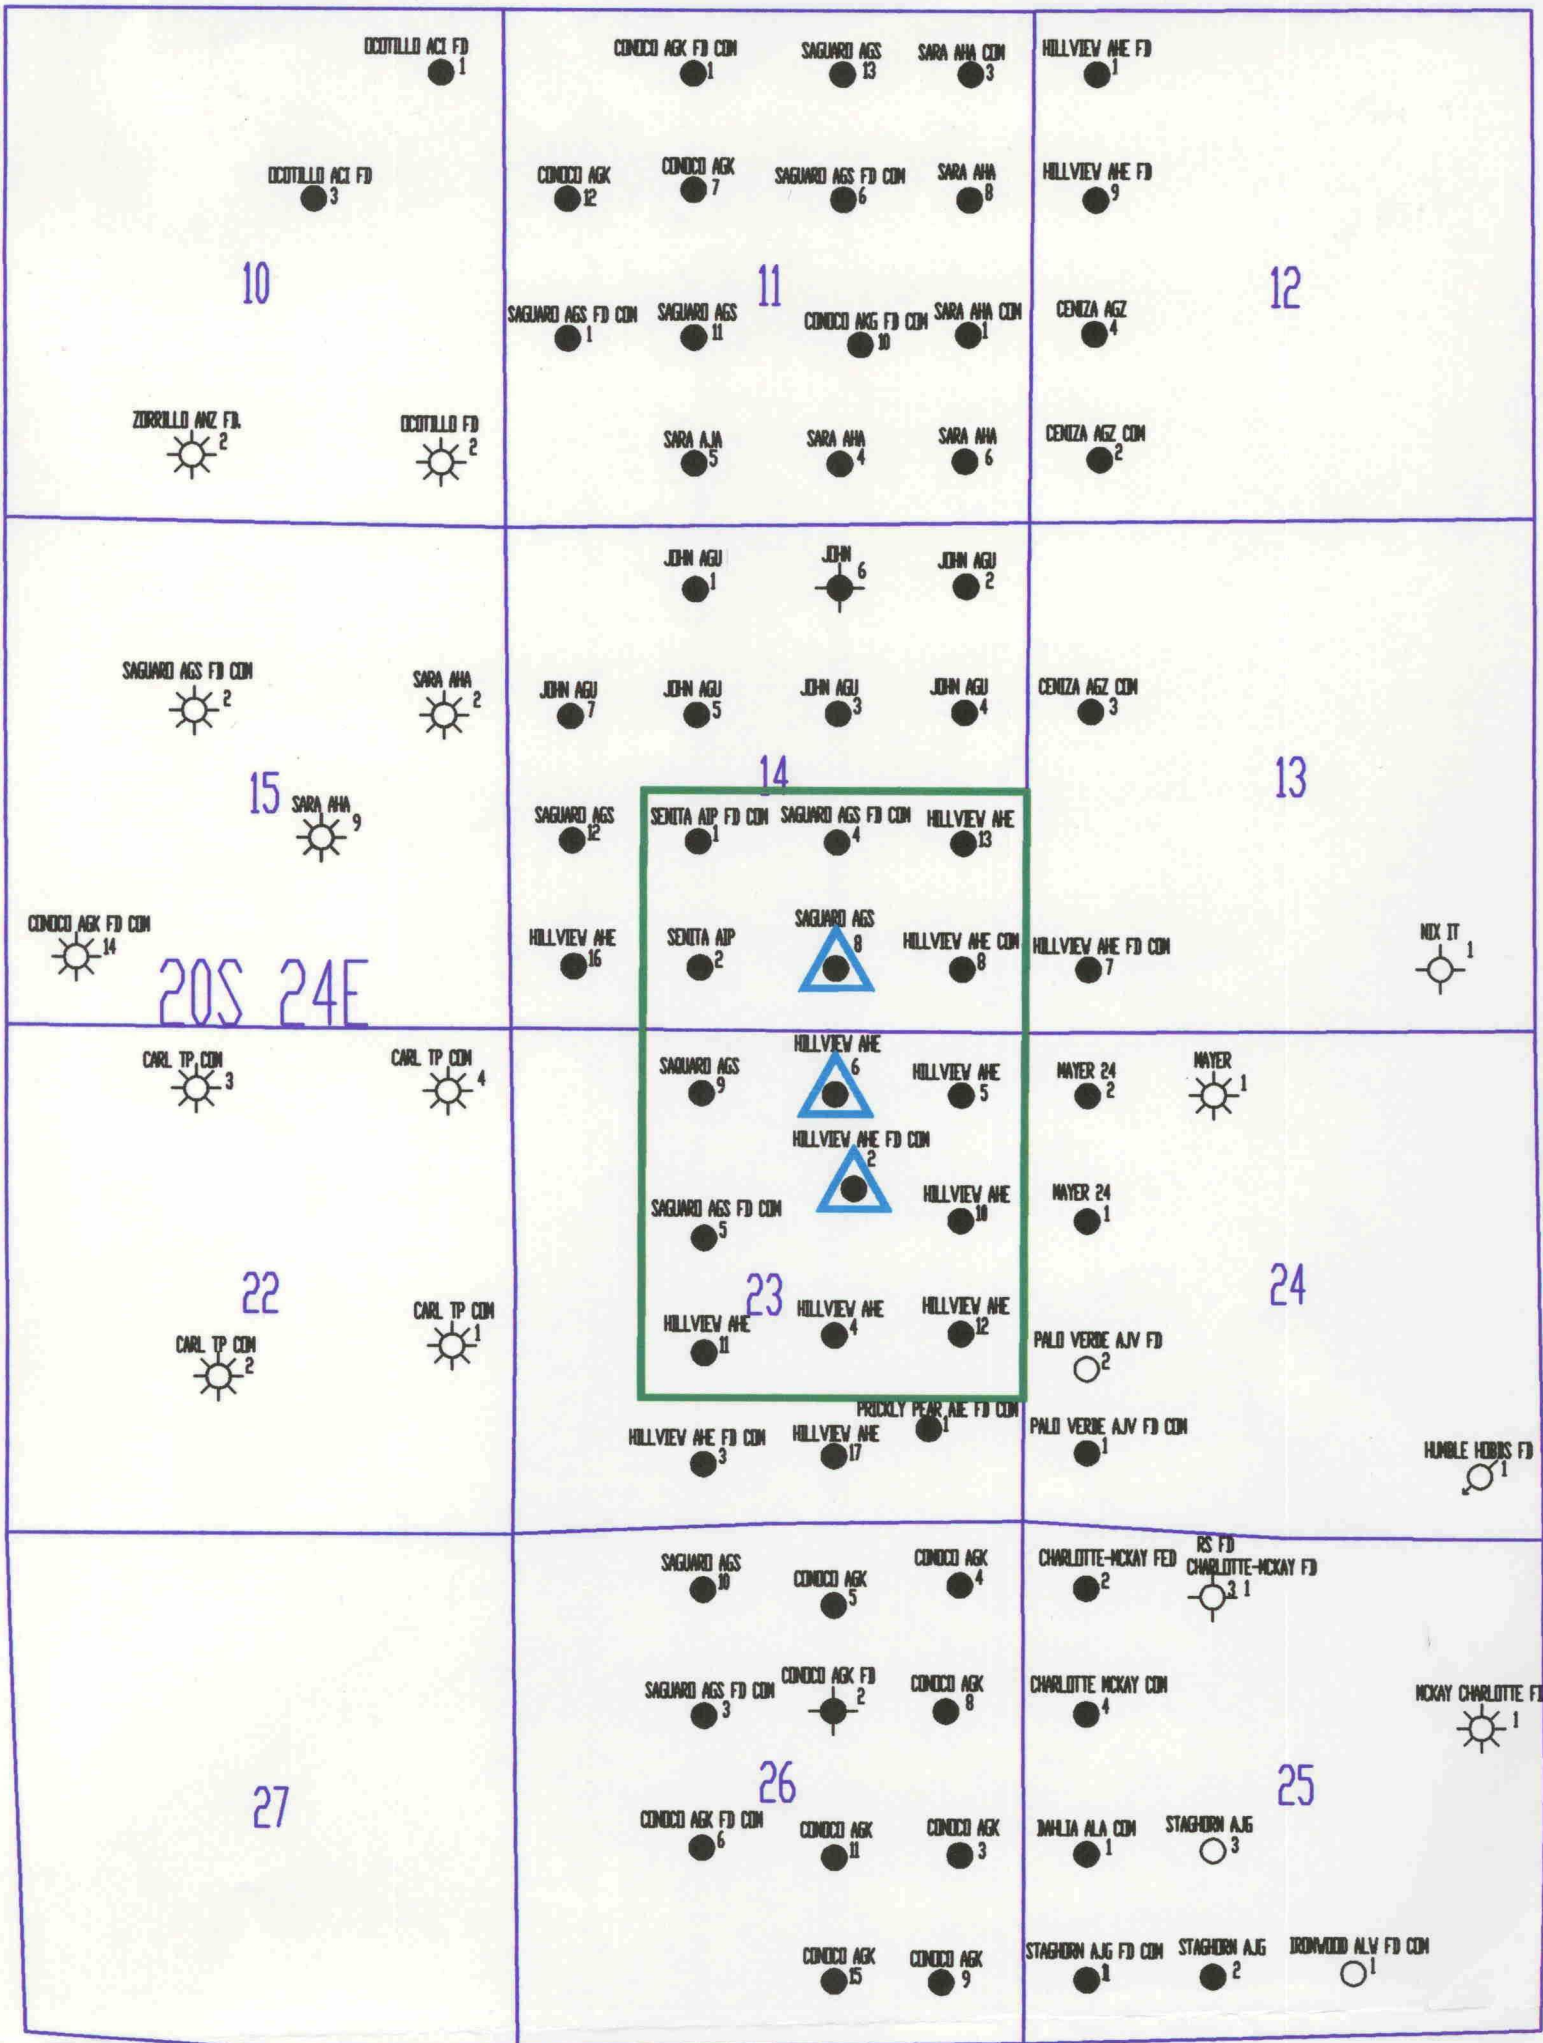 OCOTILLO ACI FD
1
CONOCO AGK FD COM
1
SAGUARO AGS
13
SARA AHA COM
3
HILLVIEW AHE FD
1
OCOTILLO ACI FD
3
CONOCO AGK
12
CONOCO AGK
7
SAGUARO AGS FD COM
6
SARA AHA
8
HILLVIEW AHE FD
9
10
11
12
SAGUARO AGS FD COM
1
SAGUARO AGS
11
CONOCO AKG FD COM
10
SARA AHA COM
1
CENIZA AGZ
4
ZORRILLO ANZ FD.
2
OCOTILLO FD
2
SARA AJA
5
SARA AHA
4
SARA AHA
6
CENIZA AGZ COM
2
JOHN AGU
1
JOHN
6
JOHN AGU
2
SAGUARO AGS FD COM
2
SARA AHA
2
JOHN AGU
7
JOHN AGU
5
JOHN AGU
3
JOHN AGU
4
CENIZA AGZ COM
3
15
14
13
SARA AHA
9
SAGUARO AGS
12
SENITA AIP FD COM
1
SAGUARO AGS FD COM
4
HILLVIEW AHE
13
CONOCO AGK FD COM
14
HILLVIEW AHE
16
SENITA AIP
2
SAGUARO AGS
8
HILLVIEW AHE COM
8
HILLVIEW AHE FD COM
7
NIX IT
1
20S 24E
CARL TP COM
3
CARL TP COM
4
SAQUARO AGS
9
HILLVIEW AHE
6
HILLVIEW AHE
5
MAYER 24
2
MAYER
1
HILLVIEW AHE FD COM
2
SAGUARO AGS FD COM
5
HILLVIEW AHE
10
MAYER 24
1
22
23
24
CARL TP COM
2
CARL TP COM
1
HILLVIEW AHE
11
HILLVIEW AHE
4
HILLVIEW AHE
12
PALO VERDE AJV FD
2
PRICKLY PEAR AIE FD COM
1
HILLVIEW AHE FD COM
3
HILLVIEW AHE
17
PALO VERDE AJV FD COM
1
HUMBLE HOBBS FD
1
SAGUARO AGS
10
CONOCO AGK
5
CONOCO AGK
4
CHARLOTTE-MCKAY FED
2
RS FD
CHARLOTTE-MCKAY FD
3 1
SAGUARO AGS FD COM
3
CONOCO AGK FD
2
CONOCO AGK
8
CHARLOTTE MCKAY COM
4
MCKAY CHARLOTTE FD
1
27
26
25
CONOCO AGK FD COM
6
CONOCO AGK
11
CONOCO AGK
3
DAHLIA ALA COM
1
STAGHORN AJG
3
CONOCO AGK
15
CONOCO AGK
9
STAGHORN AJG FD COM
1
STAGHORN AJG
2
IRONWOOD ALW FD COM
1